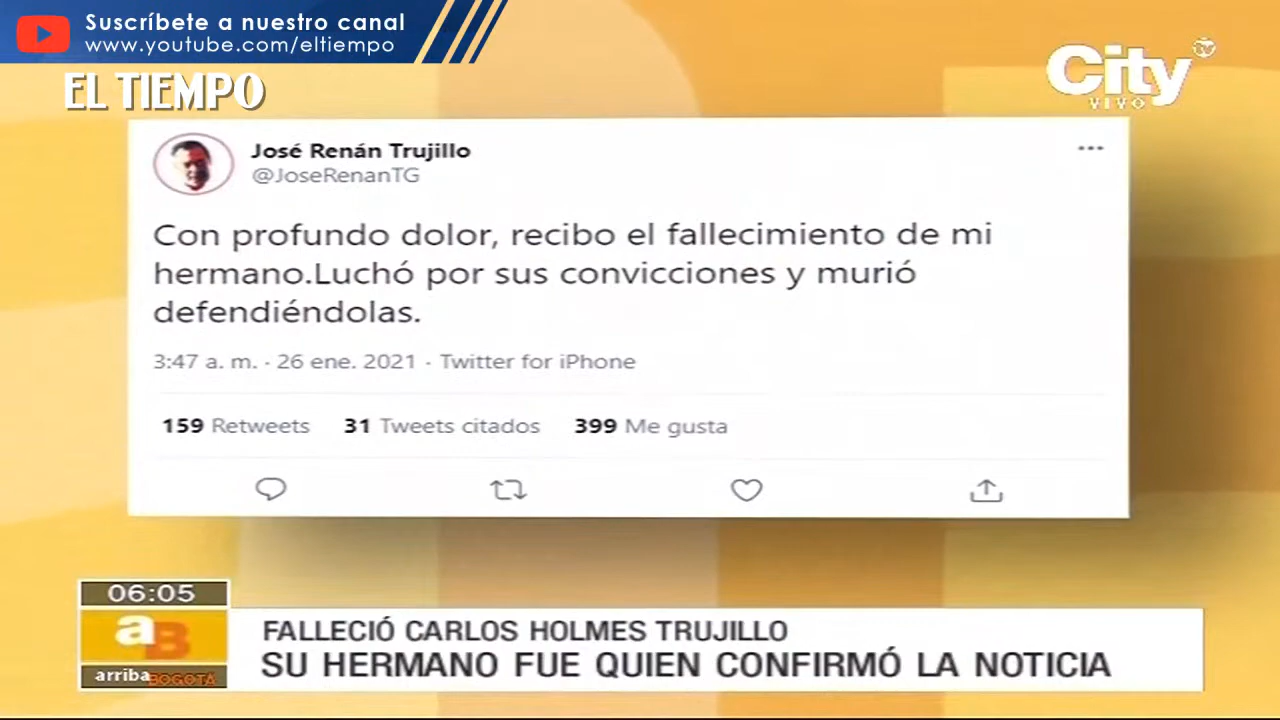 Suscríbete a nuestro canal
www.youtube.com/eltiempo
EL TIEMPO
City
VIVO
José Renán Trujillo
@JoseRenanTG
Con profundo dolor, recibo el fallecimiento de mi
hermano.Luchó por sus convicciones y murió
defendiéndolas.
3:47 a. m. · 26 ene. 2021 · Twitter for iPhone
159 Retweets 31 Tweets citados 399 Me gusta
06:05
aB
arriba BOGOTÁ
FALLECIÓ CARLOS HOLMES TRUJILLO
SU HERMANO FUE QUIEN CONFIRMÓ LA NOTICIA